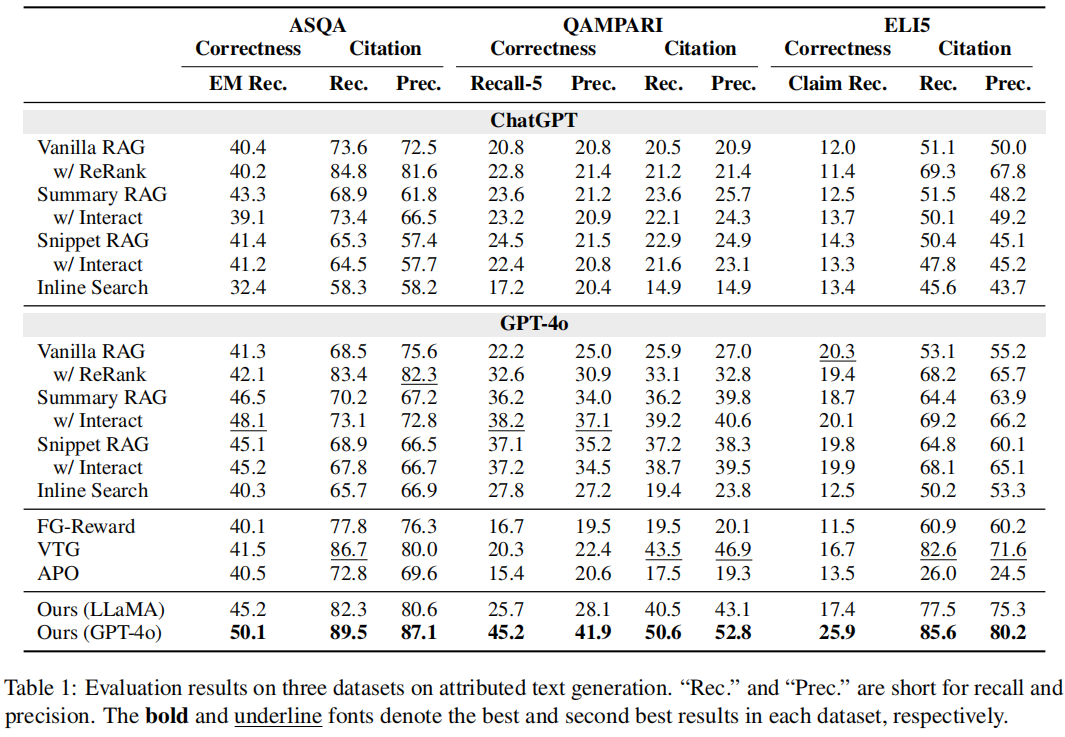 ASQA QAMPARI ELI5
Correctness Citation Correctness Citation Correctness Citation
EM Rec. Rec. Prec. Recall-5 Prec. Rec. Prec. Claim Rec. Rec. Prec.
ChatGPT
Vanilla RAG 40.4 73.6 72.5 20.8 20.8 20.5 20.9 12.0 51.1 50.0
w/ ReRank 40.2 84.8 81.6 22.8 21.4 21.2 21.4 11.4 69.3 67.8
Summary RAG 43.3 68.9 61.8 23.6 21.2 23.6 25.7 12.5 51.5 48.2
w/ Interact 39.1 73.4 66.5 23.2 20.9 22.1 24.3 13.7 50.1 49.2
Snippet RAG 41.4 65.3 57.4 24.5 21.5 22.9 24.9 14.3 50.4 45.1
w/ Interact 41.2 64.5 57.7 22.4 20.8 21.6 23.1 13.3 47.8 45.2
Inline Search 32.4 58.3 58.2 17.2 20.4 14.9 14.9 13.4 45.6 43.7
GPT-4o
Vanilla RAG 41.3 68.5 75.6 22.2 25.0 25.9 27.0 20.3 53.1 55.2
w/ ReRank 42.1 83.4 82.3 32.6 30.9 33.1 32.8 19.4 68.2 65.7
Summary RAG 46.5 70.2 67.2 36.2 34.0 36.2 39.8 18.7 64.4 63.9
w/ Interact 48.1 73.1 72.8 38.2 37.1 39.2 40.6 20.1 69.2 66.2
Snippet RAG 45.1 68.9 66.5 37.1 35.2 37.2 38.3 19.8 64.8 60.1
w/ Interact 45.2 67.8 66.7 37.2 34.5 38.7 39.5 19.9 68.1 65.1
Inline Search 40.3 65.7 66.9 27.8 27.2 19.4 23.8 12.5 50.2 53.3
FG-Reward 40.1 77.8 76.3 16.7 19.5 19.5 20.1 11.5 60.9 60.2
VTG 41.5 86.7 80.0 20.3 22.4 43.5 46.9 16.7 82.6 71.6
APO 40.5 72.8 69.6 15.4 20.6 17.5 19.3 13.5 26.0 24.5
Ours (LLaMA) 45.2 82.3 80.6 25.7 28.1 40.5 43.1 17.4 77.5 75.3
Ours (GPT-4o) 50.1 89.5 87.1 45.2 41.9 50.6 52.8 25.9 85.6 80.2
Table 1: Evaluation results on three datasets on attributed text generation. “Rec.” and “Prec.” are short for recall and
precision. The bold and underline fonts denote the best and second best results in each dataset, respectively.